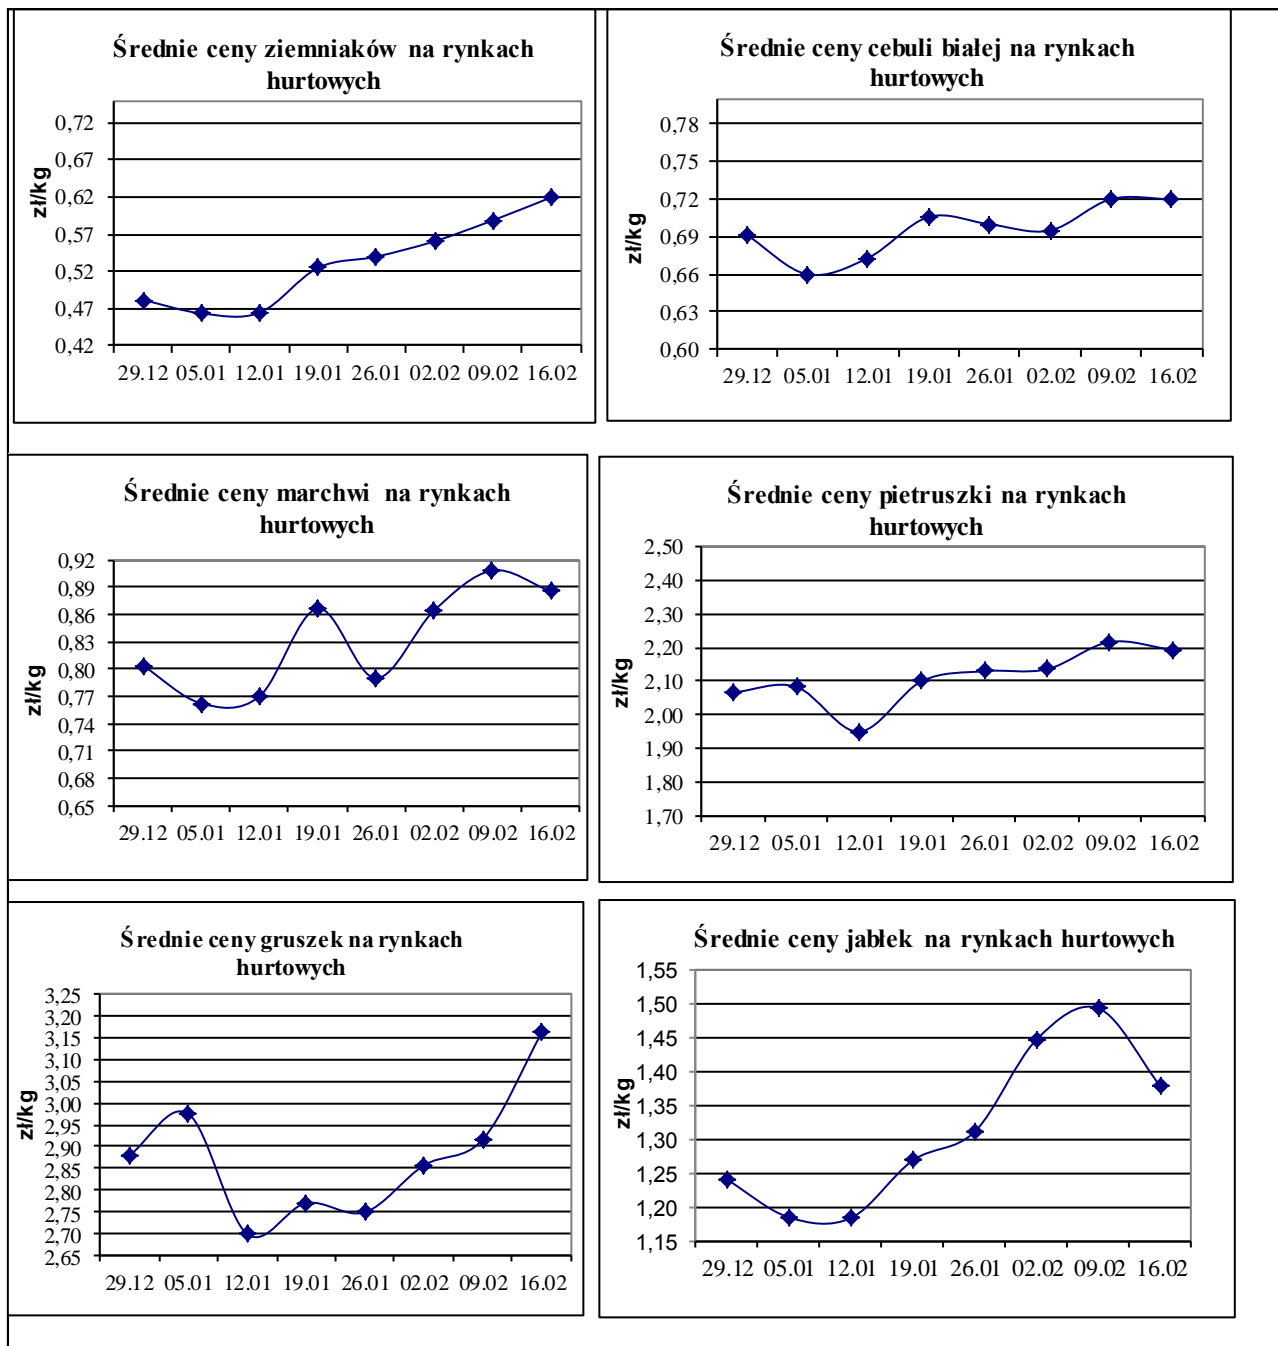 Średnie ceny ziemniaków na rynkach
hurtowych
zł/kg
0,72
0,67
0,62
0,57
0,52
0,47
0,42
29.12 05.01 12.01 19.01 26.01 02.02 09.02 16.02
Średnie ceny cebuli białej na rynkach
hurtowych
zł/kg
0,78
0,75
0,72
0,69
0,66
0,63
0,60
29.12 05.01 12.01 19.01 26.01 02.02 09.02 16.02
Średnie ceny marchwi na rynkach
hurtowych
zł/kg
0,92
0,89
0,86
0,83
0,80
0,77
0,74
0,71
0,68
0,65
29.12 05.01 12.01 19.01 26.01 02.02 09.02 16.02
Średnie ceny pietruszki na rynkach
hurtowych
zł/kg
2,50
2,40
2,30
2,20
2,10
2,00
1,90
1,80
1,70
29.12 05.01 12.01 19.01 26.01 02.02 09.02 16.02
Średnie ceny gruszek na rynkach
hurtowych
zł/kg
3,25
3,20
3,15
3,10
3,05
3,00
2,95
2,90
2,85
2,80
2,75
2,70
2,65
29.12 05.01 12.01 19.01 26.01 02.02 09.02 16.02
Średnie ceny jabłek na rynkach hurtowych
zł/kg
1,55
1,50
1,45
1,40
1,35
1,30
1,25
1,20
1,15
29.12 05.01 12.01 19.01 26.01 02.02 09.02 16.02